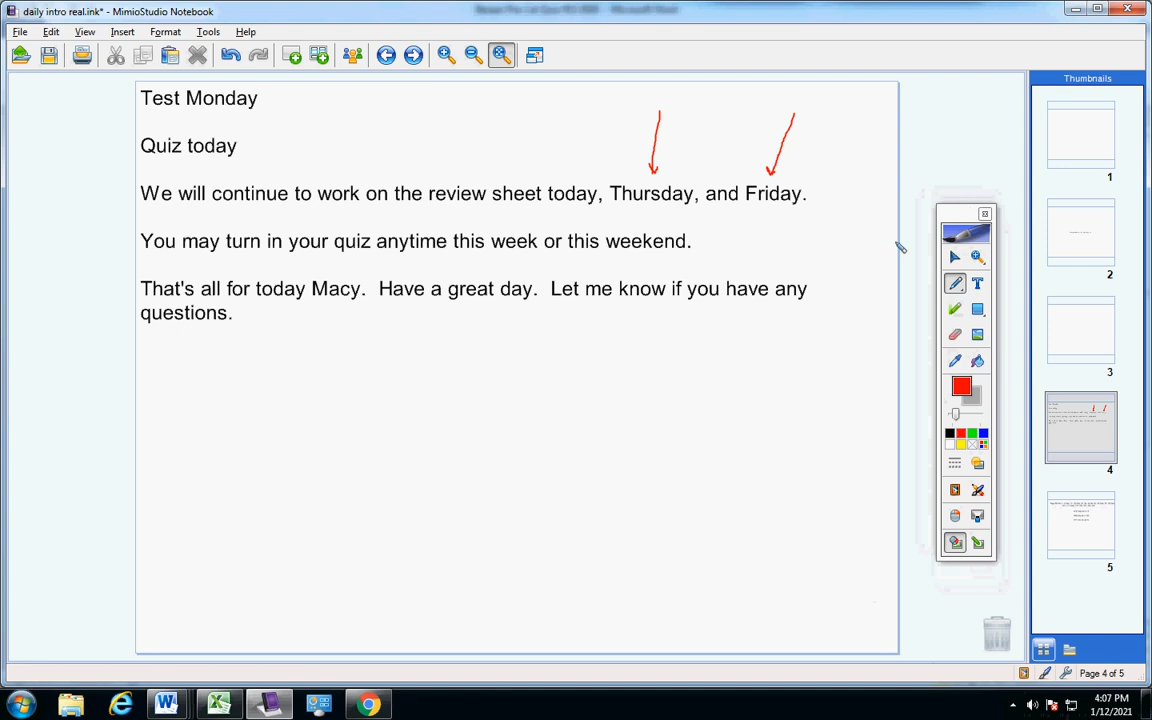 daily intro real.ink* - MimioStudio Notebook
File Edit View Insert Format Tools Help
Test Monday
Quiz today
We will continue to work on the review sheet today, Thursday, and Friday.
You may turn in your quiz anytime this week or this weekend.
That's all for today Macy.  Have a great day.  Let me know if you have any
questions.
Thumbnails
1
2
3
4
5
Page 4 of 5
4:07 PM
1/12/2021